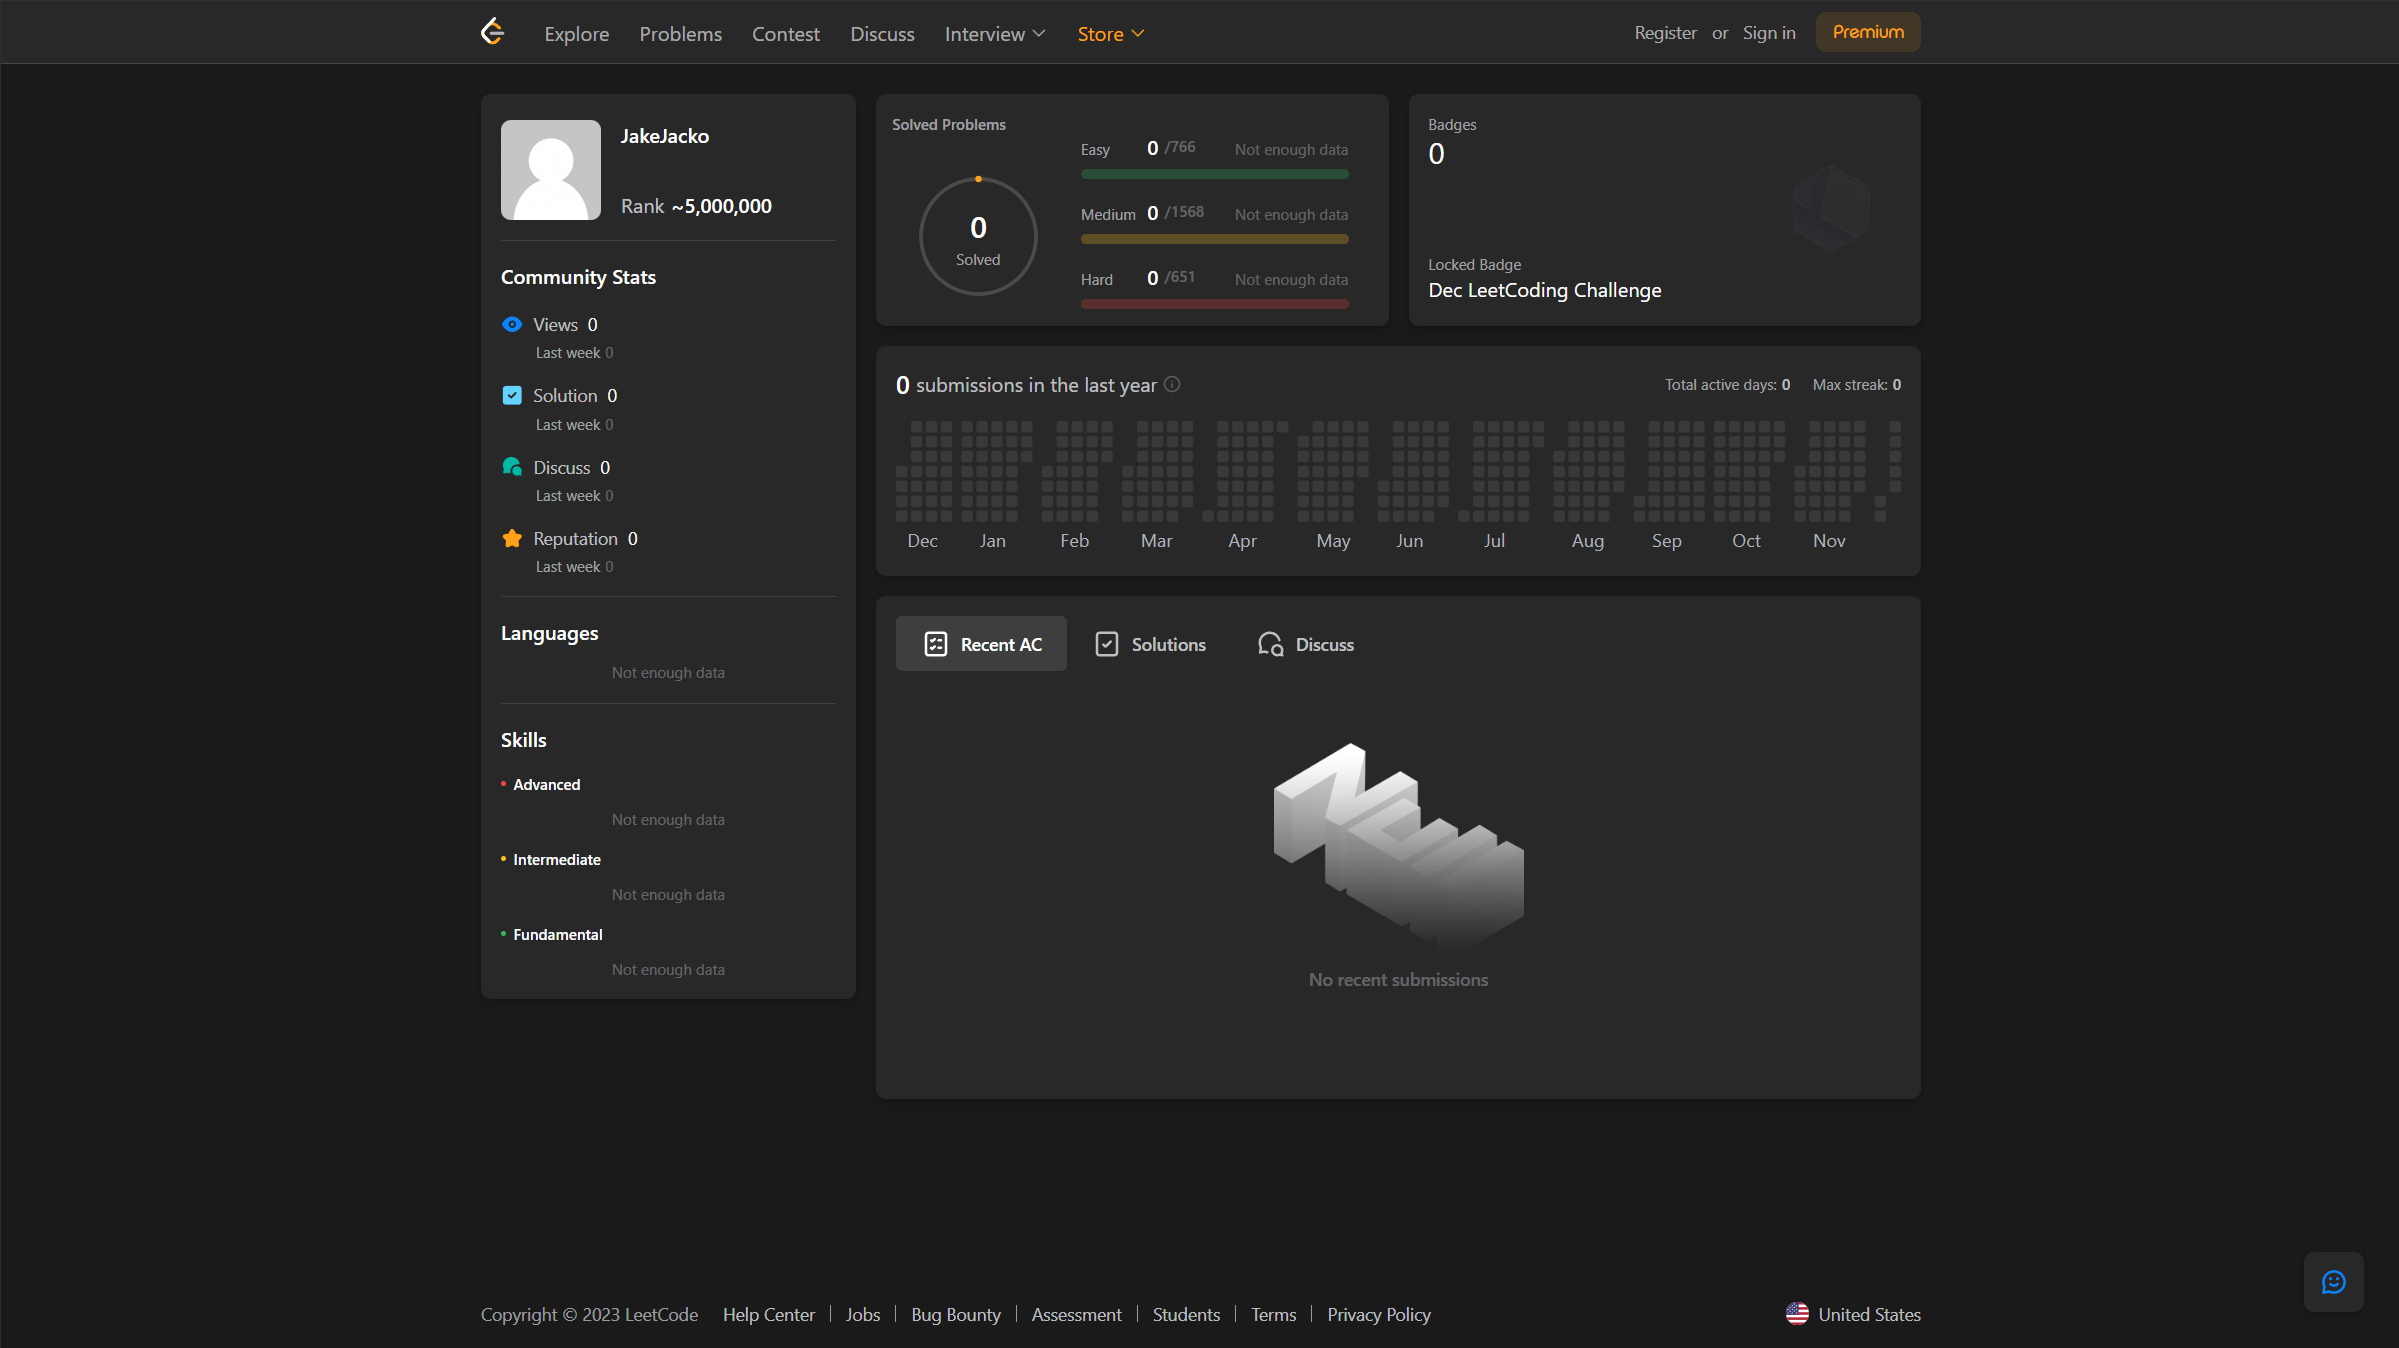 Explore Problems Contest Discuss Interview Store Register or Sign in Premium
JakeJacko
Rank ~5,000,000
Community Stats
Views 0
Last week 0
Solution 0
Last week 0
Discuss 0
Last week 0
Reputation 0
Last week 0
Languages
Not enough data
Skills
Advanced
Not enough data
Intermediate
Not enough data
Fundamental
Not enough data
Solved Problems
0
Solved
Easy 0 /766 Not enough data
Medium 0 /1568 Not enough data
Hard 0 /651 Not enough data
Badges
0
Locked Badge
Dec LeetCoding Challenge
0 submissions in the last year Total active days: 0 Max streak: 0
Dec Jan Feb Mar Apr May Jun Jul Aug Sep Oct Nov
Recent AC Solutions Discuss
No recent submissions
Copyright © 2023 LeetCode Help Center Jobs Bug Bounty Assessment Students Terms Privacy Policy United States